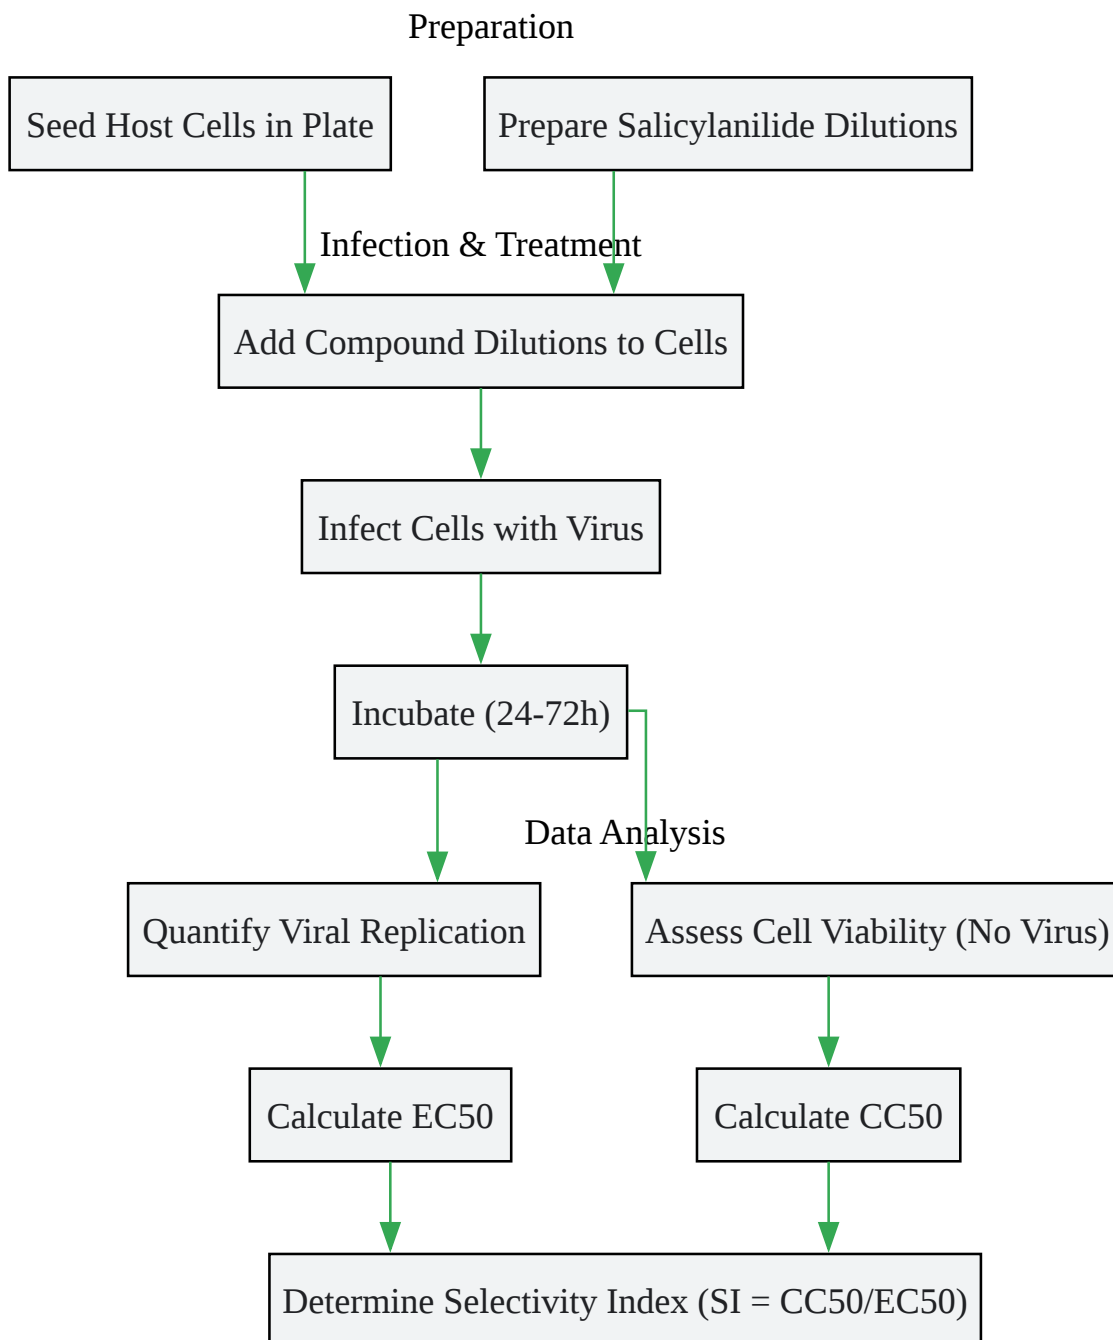 Preparation
Seed Host Cells in Plate
Prepare Salicylanilide Dilutions
Infection & Treatment
Add Compound Dilutions to Cells
Infect Cells with Virus
Incubate (24-72h)
Data Analysis
Quantify Viral Replication
Assess Cell Viability (No Virus)
Calculate EC50
Calculate CC50
Determine Selectivity Index (SI = CC50/EC50)